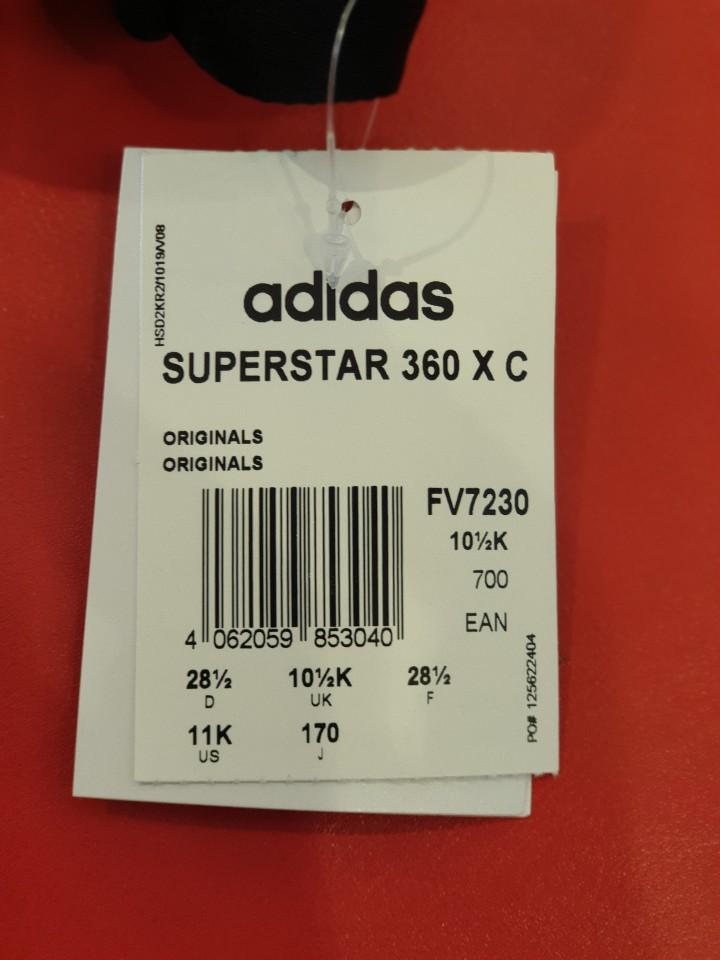 HSD2KR2/1019/V08
adidas
SUPERSTAR 360 X C
ORIGINALS
ORIGINALS
FV7230
10½K
700
EAN
4 062059 853040
28½ 10½K 28½
D UK F
11K 170
US J
PO# 125622404